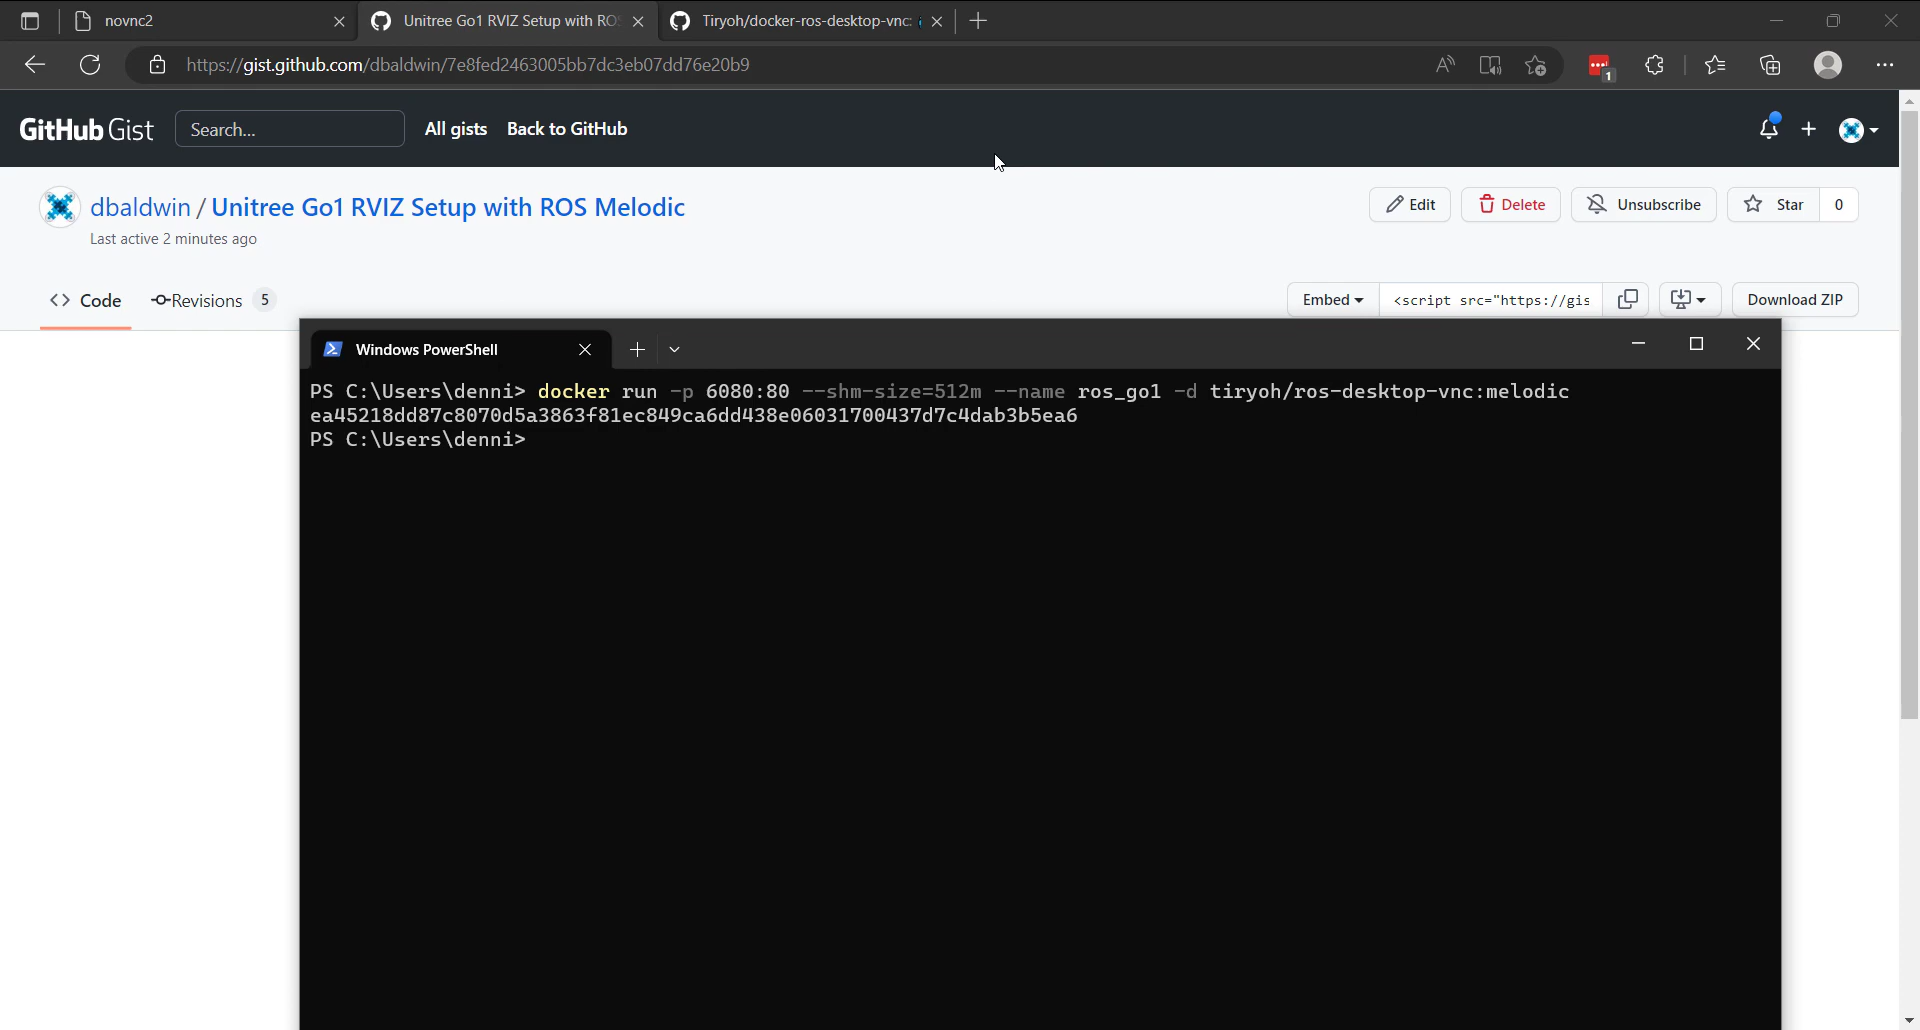 novnc2
Unitree Go1 RVIZ Setup with ROS
Tiryoh/docker-ros-desktop-vnc:
https://gist.github.com/dbaldwin/7e8fed2463005bb7dc3eb07dd76e20b9
1
GitHub Gist
Search...
All gists
Back to GitHub
dbaldwin / Unitree Go1 RVIZ Setup with ROS Melodic
Edit
Delete
Unsubscribe
Star
0
Last active 2 minutes ago
Code
Revisions
5
Embed
<script src="https://gis
Download ZIP
Windows PowerShell
PS C:\Users\denni> docker run -p 6080:80 --shm-size=512m --name ros_go1 -d tiryoh/ros-desktop-vnc:melodic
ea45218dd87c8070d5a3863f81ec849ca6dd438e06031700437d7c4dab3b5ea6
PS C:\Users\denni>